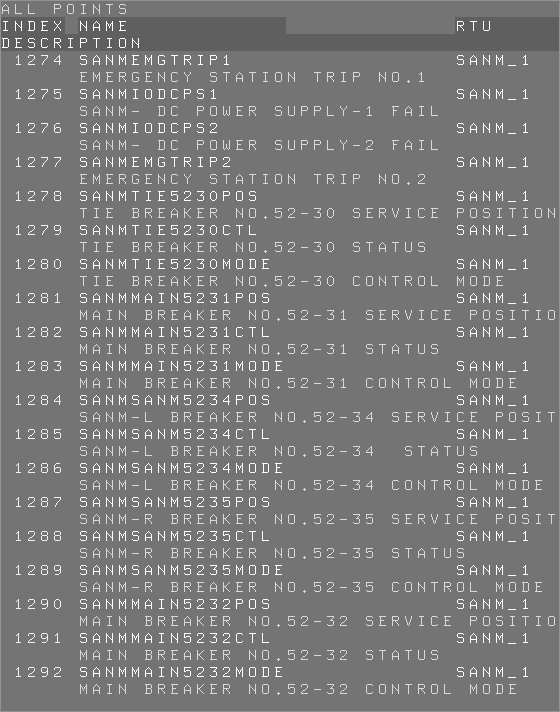 ALL POINTS
INDEX NAME RTU
DESCRIPTION
1274 SANMEMGTRIP1 SANM_1
EMERGENCY STATION TRIP NO.1
1275 SANMIODCPS1 SANM_1
SANM- DC POWER SUPPLY-1 FAIL
1276 SANMIODCPS2 SANM_1
SANM- DC POWER SUPPLY-2 FAIL
1277 SANMEMGTRIP2 SANM_1
EMERGENCY STATION TRIP NO.2
1278 SANMTIE5230POS SANM_1
TIE BREAKER NO.52-30 SERVICE POSITION
1279 SANMTIE5230CTL SANM_1
TIE BREAKER NO.52-30 STATUS
1280 SANMTIE5230MODE SANM_1
TIE BREAKER NO.52-30 CONTROL MODE
1281 SANMMAIN5231POS SANM_1
MAIN BREAKER NO.52-31 SERVICE POSITIO
1282 SANMMAIN5231CTL SANM_1
MAIN BREAKER NO.52-31 STATUS
1283 SANMMAIN5231MODE SANM_1
MAIN BREAKER NO.52-31 CONTROL MODE
1284 SANMSANM5234POS SANM_1
SANM-L BREAKER NO.52-34 SERVICE POSIT
1285 SANMSANM5234CTL SANM_1
SANM-L BREAKER NO.52-34 STATUS
1286 SANMSANM5234MODE SANM_1
SANM-L BREAKER NO.52-34 CONTROL MODE
1287 SANMSANM5235POS SANM_1
SANM-R BREAKER NO.52-35 SERVICE POSIT
1288 SANMSANM5235CTL SANM_1
SANM-R BREAKER NO.52-35 STATUS
1289 SANMSANM5235MODE SANM_1
SANM-R BREAKER NO.52-35 CONTROL MODE
1290 SANMMAIN5232POS SANM_1
MAIN BREAKER NO.52-32 SERVICE POSITIO
1291 SANMMAIN5232CTL SANM_1
MAIN BREAKER NO.52-32 STATUS
1292 SANMMAIN5232MODE SANM_1
MAIN BREAKER NO.52-32 CONTROL MODE